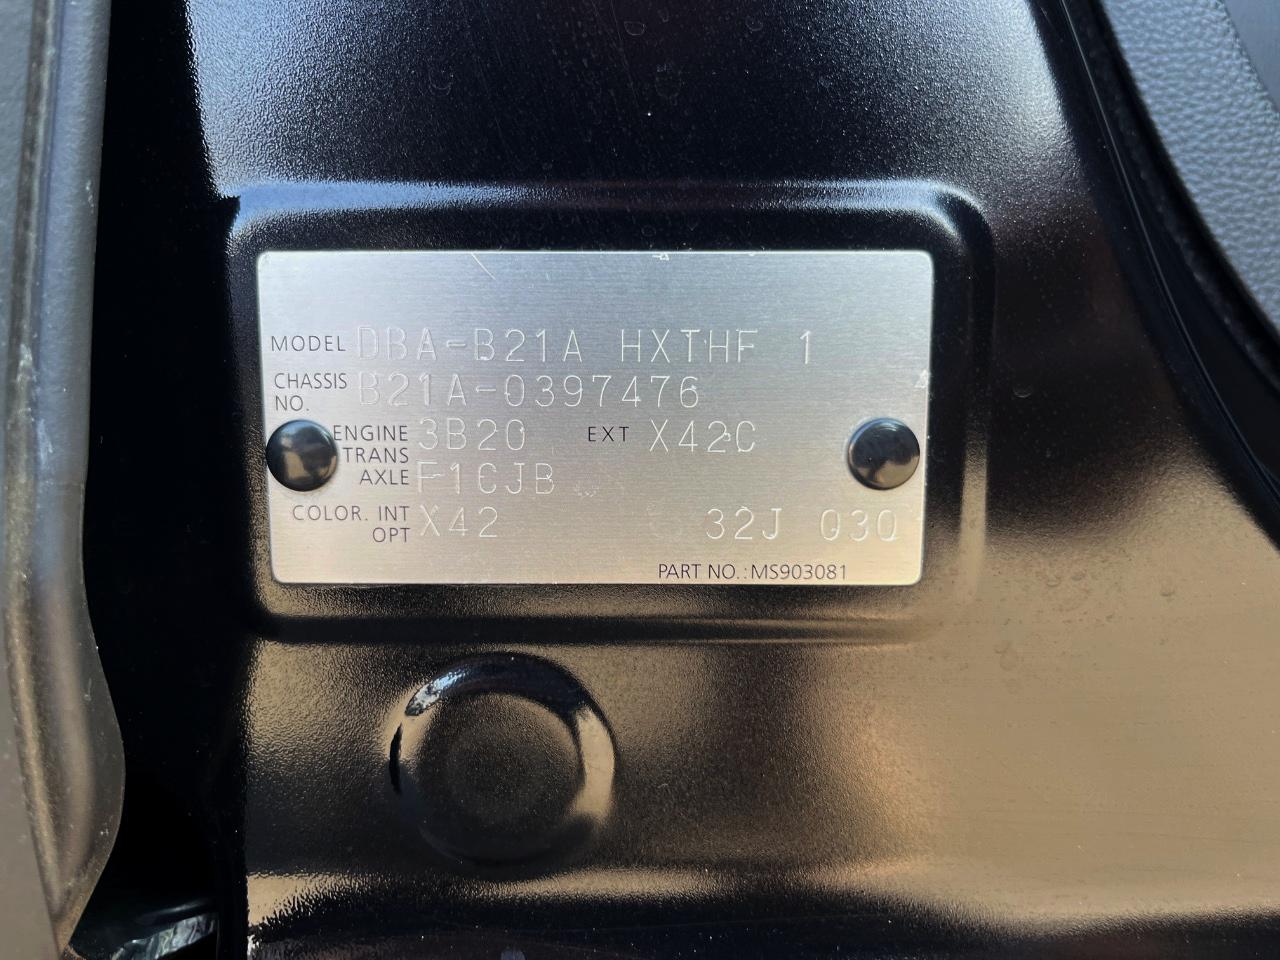 MODEL DBA-B21A HXTHF 1
CHASSIS NO. B21A-0397476
ENGINE 3B20 EXT X42C
TRANS AXLE F1CJB
COLOR. INT OPT X42 32J 030
PART NO.: MS903081